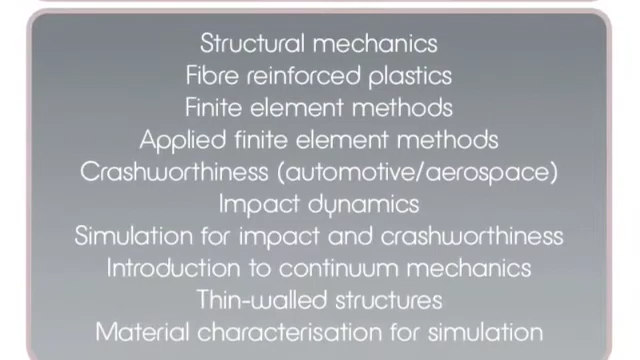 Structural mechanics
Fibre reinforced plastics
Finite element methods
Applied finite element methods
Crashworthiness (automotive/aerospace)
Impact dynamics
Simulation for impact and crashworthiness
Introduction to continuum mechanics
Thin-walled structures
Material characterisation for simulation